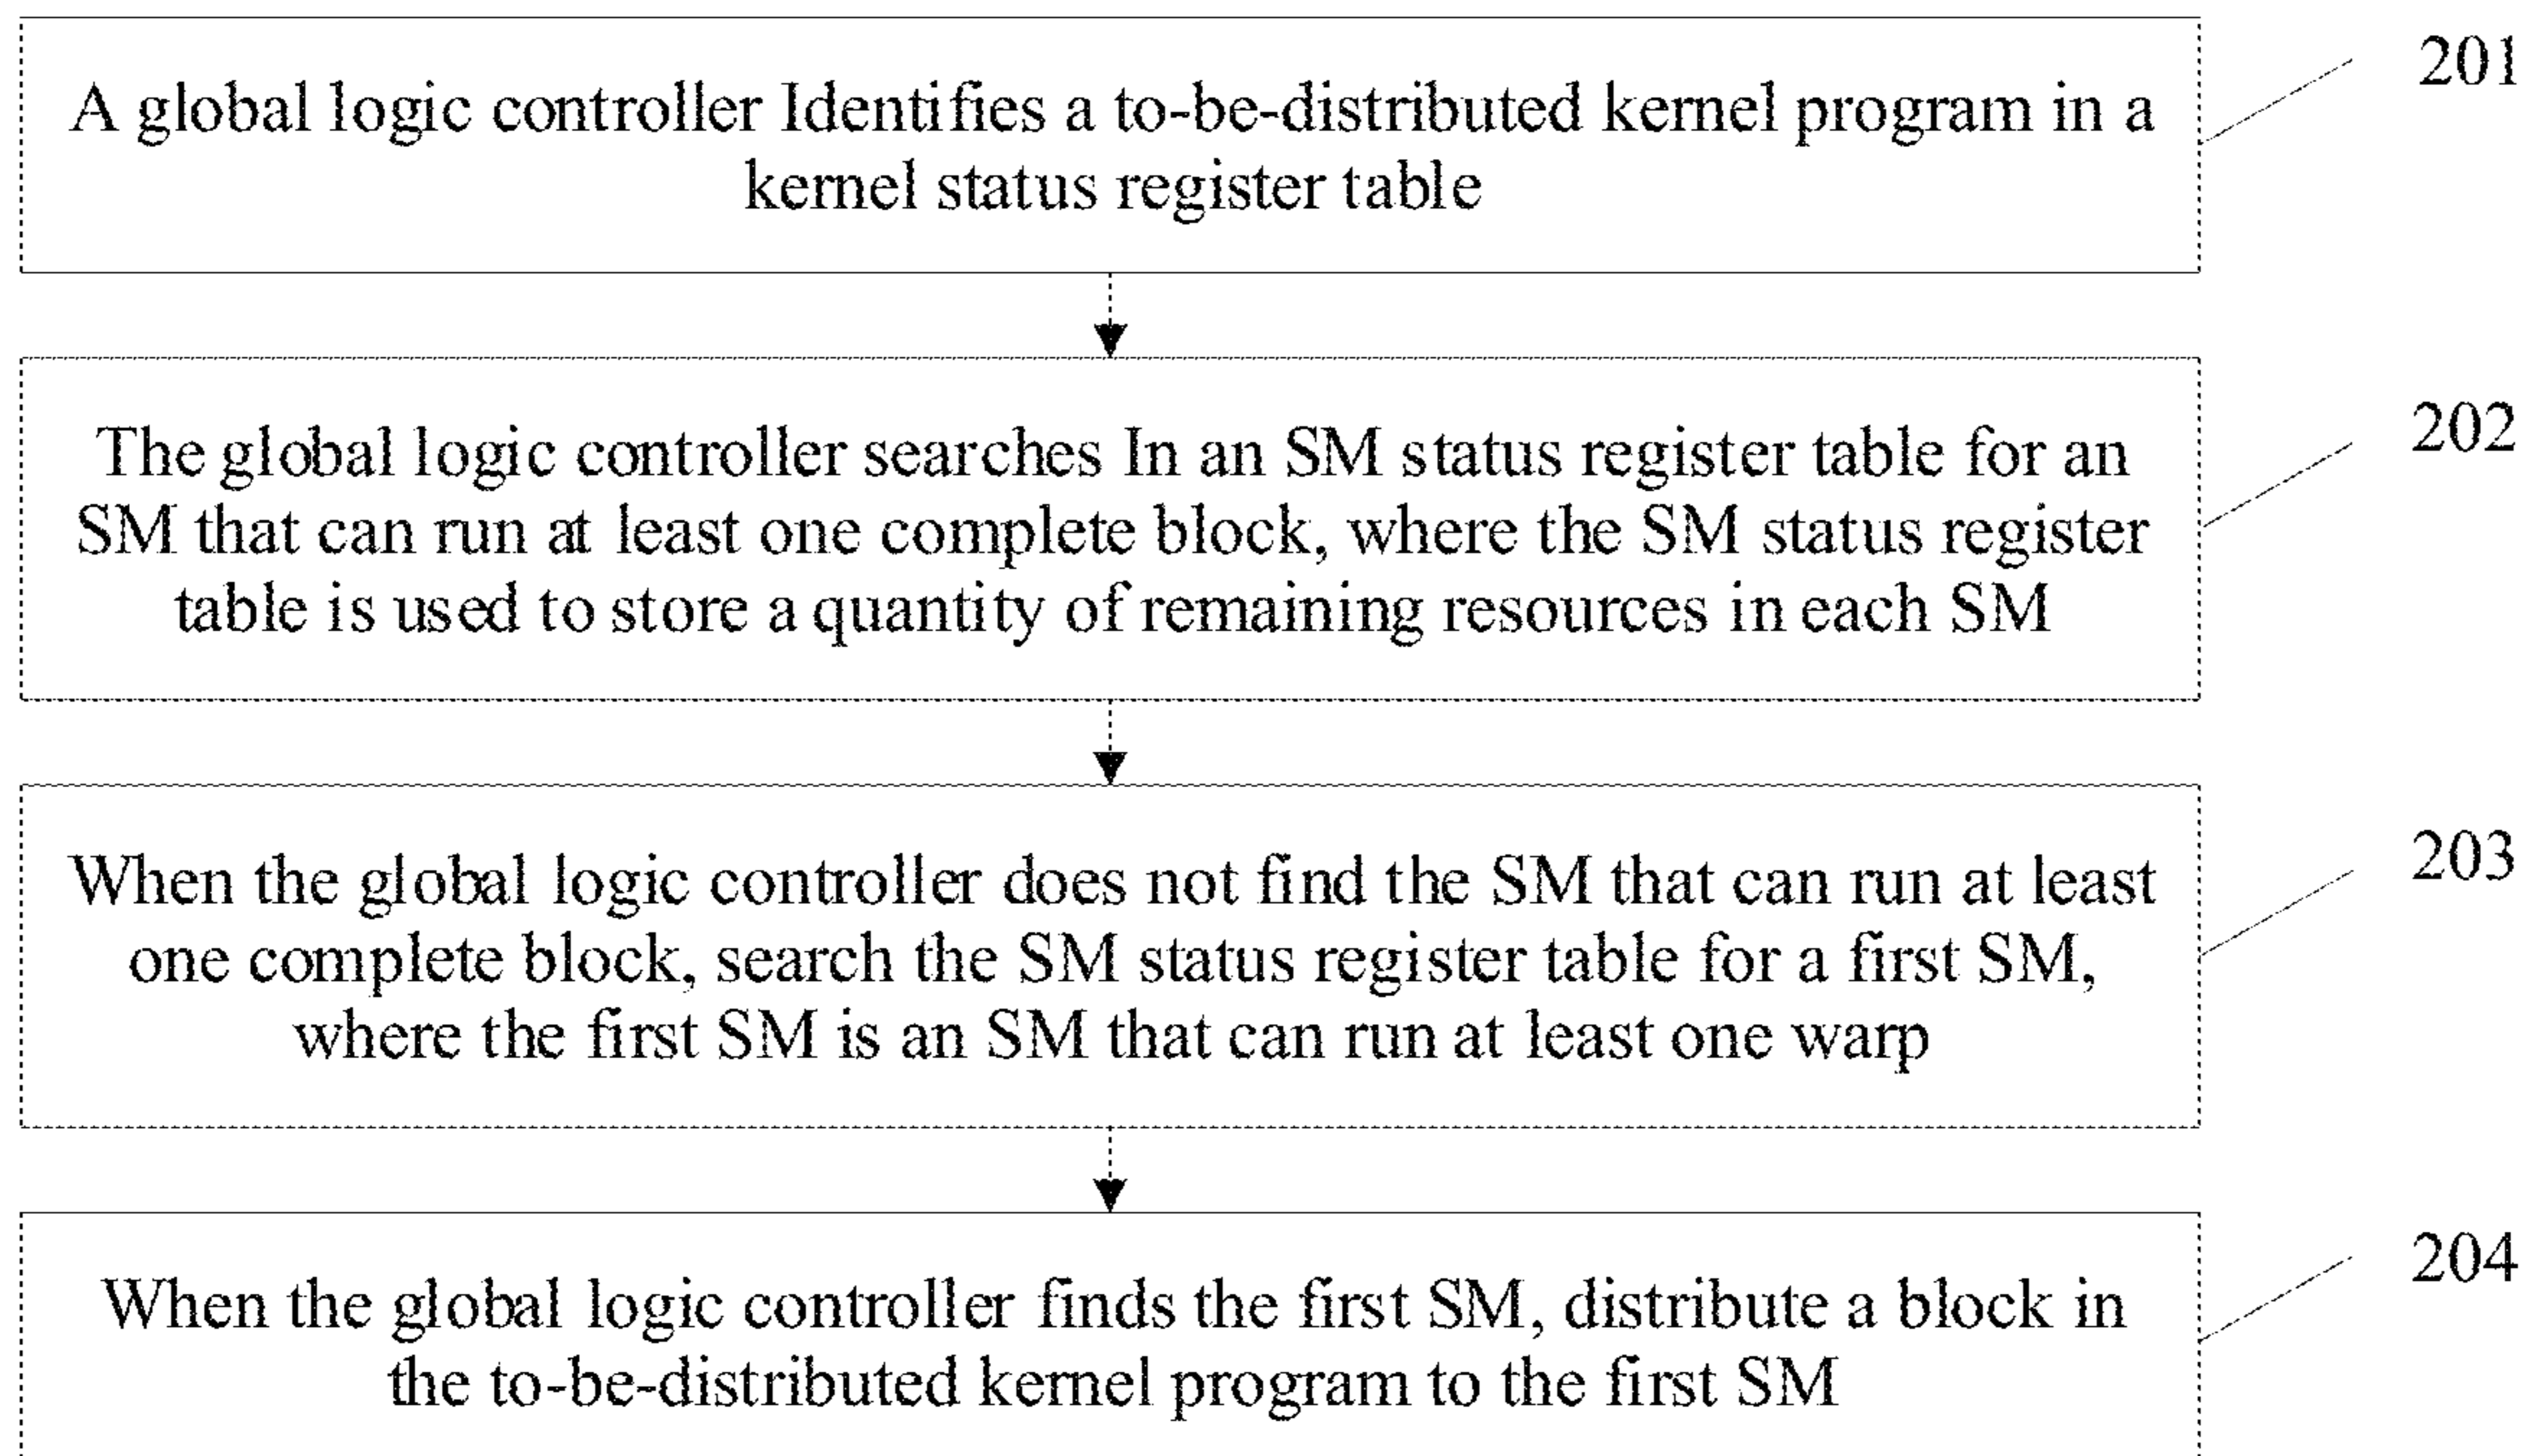 A global logic controller Identifies a to-be-distributed kernel program in a
kernel status register table
201
The global logic controller searches In an SM status register table for an
SM that can run at least one complete block, where the SM status register
table is used to store a quantity of remaining resources in each SM
202
When the global logic controller does not find the SM that can run at least
one complete block, search the SM status register table for a first SM,
where the first SM is an SM that can run at least one warp
203
When the global logic controller finds the first SM, distribute a block in
the to-be-distributed kernel program to the first SM
204